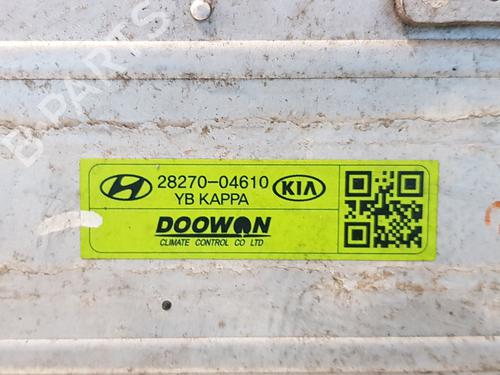 28270-04610 KIA
YB KAPPA
DOOWON
CLIMATE CONTROL CO LTD
B PARTS